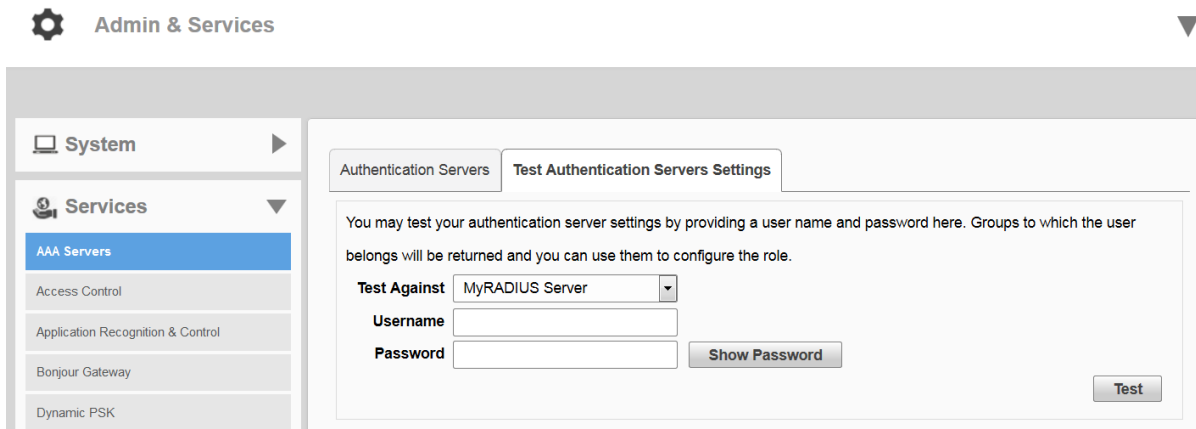 Admin & Services
System
Services
AAA Servers
Access Control
Application Recognition & Control
Bonjour Gateway
Dynamic PSK
Authentication Servers
Test Authentication Servers Settings
You may test your authentication server settings by providing a user name and password here. Groups to which the user
belongs will be returned and you can use them to configure the role.
Test Against MyRADIUS Server
Username
Password Show Password
Test